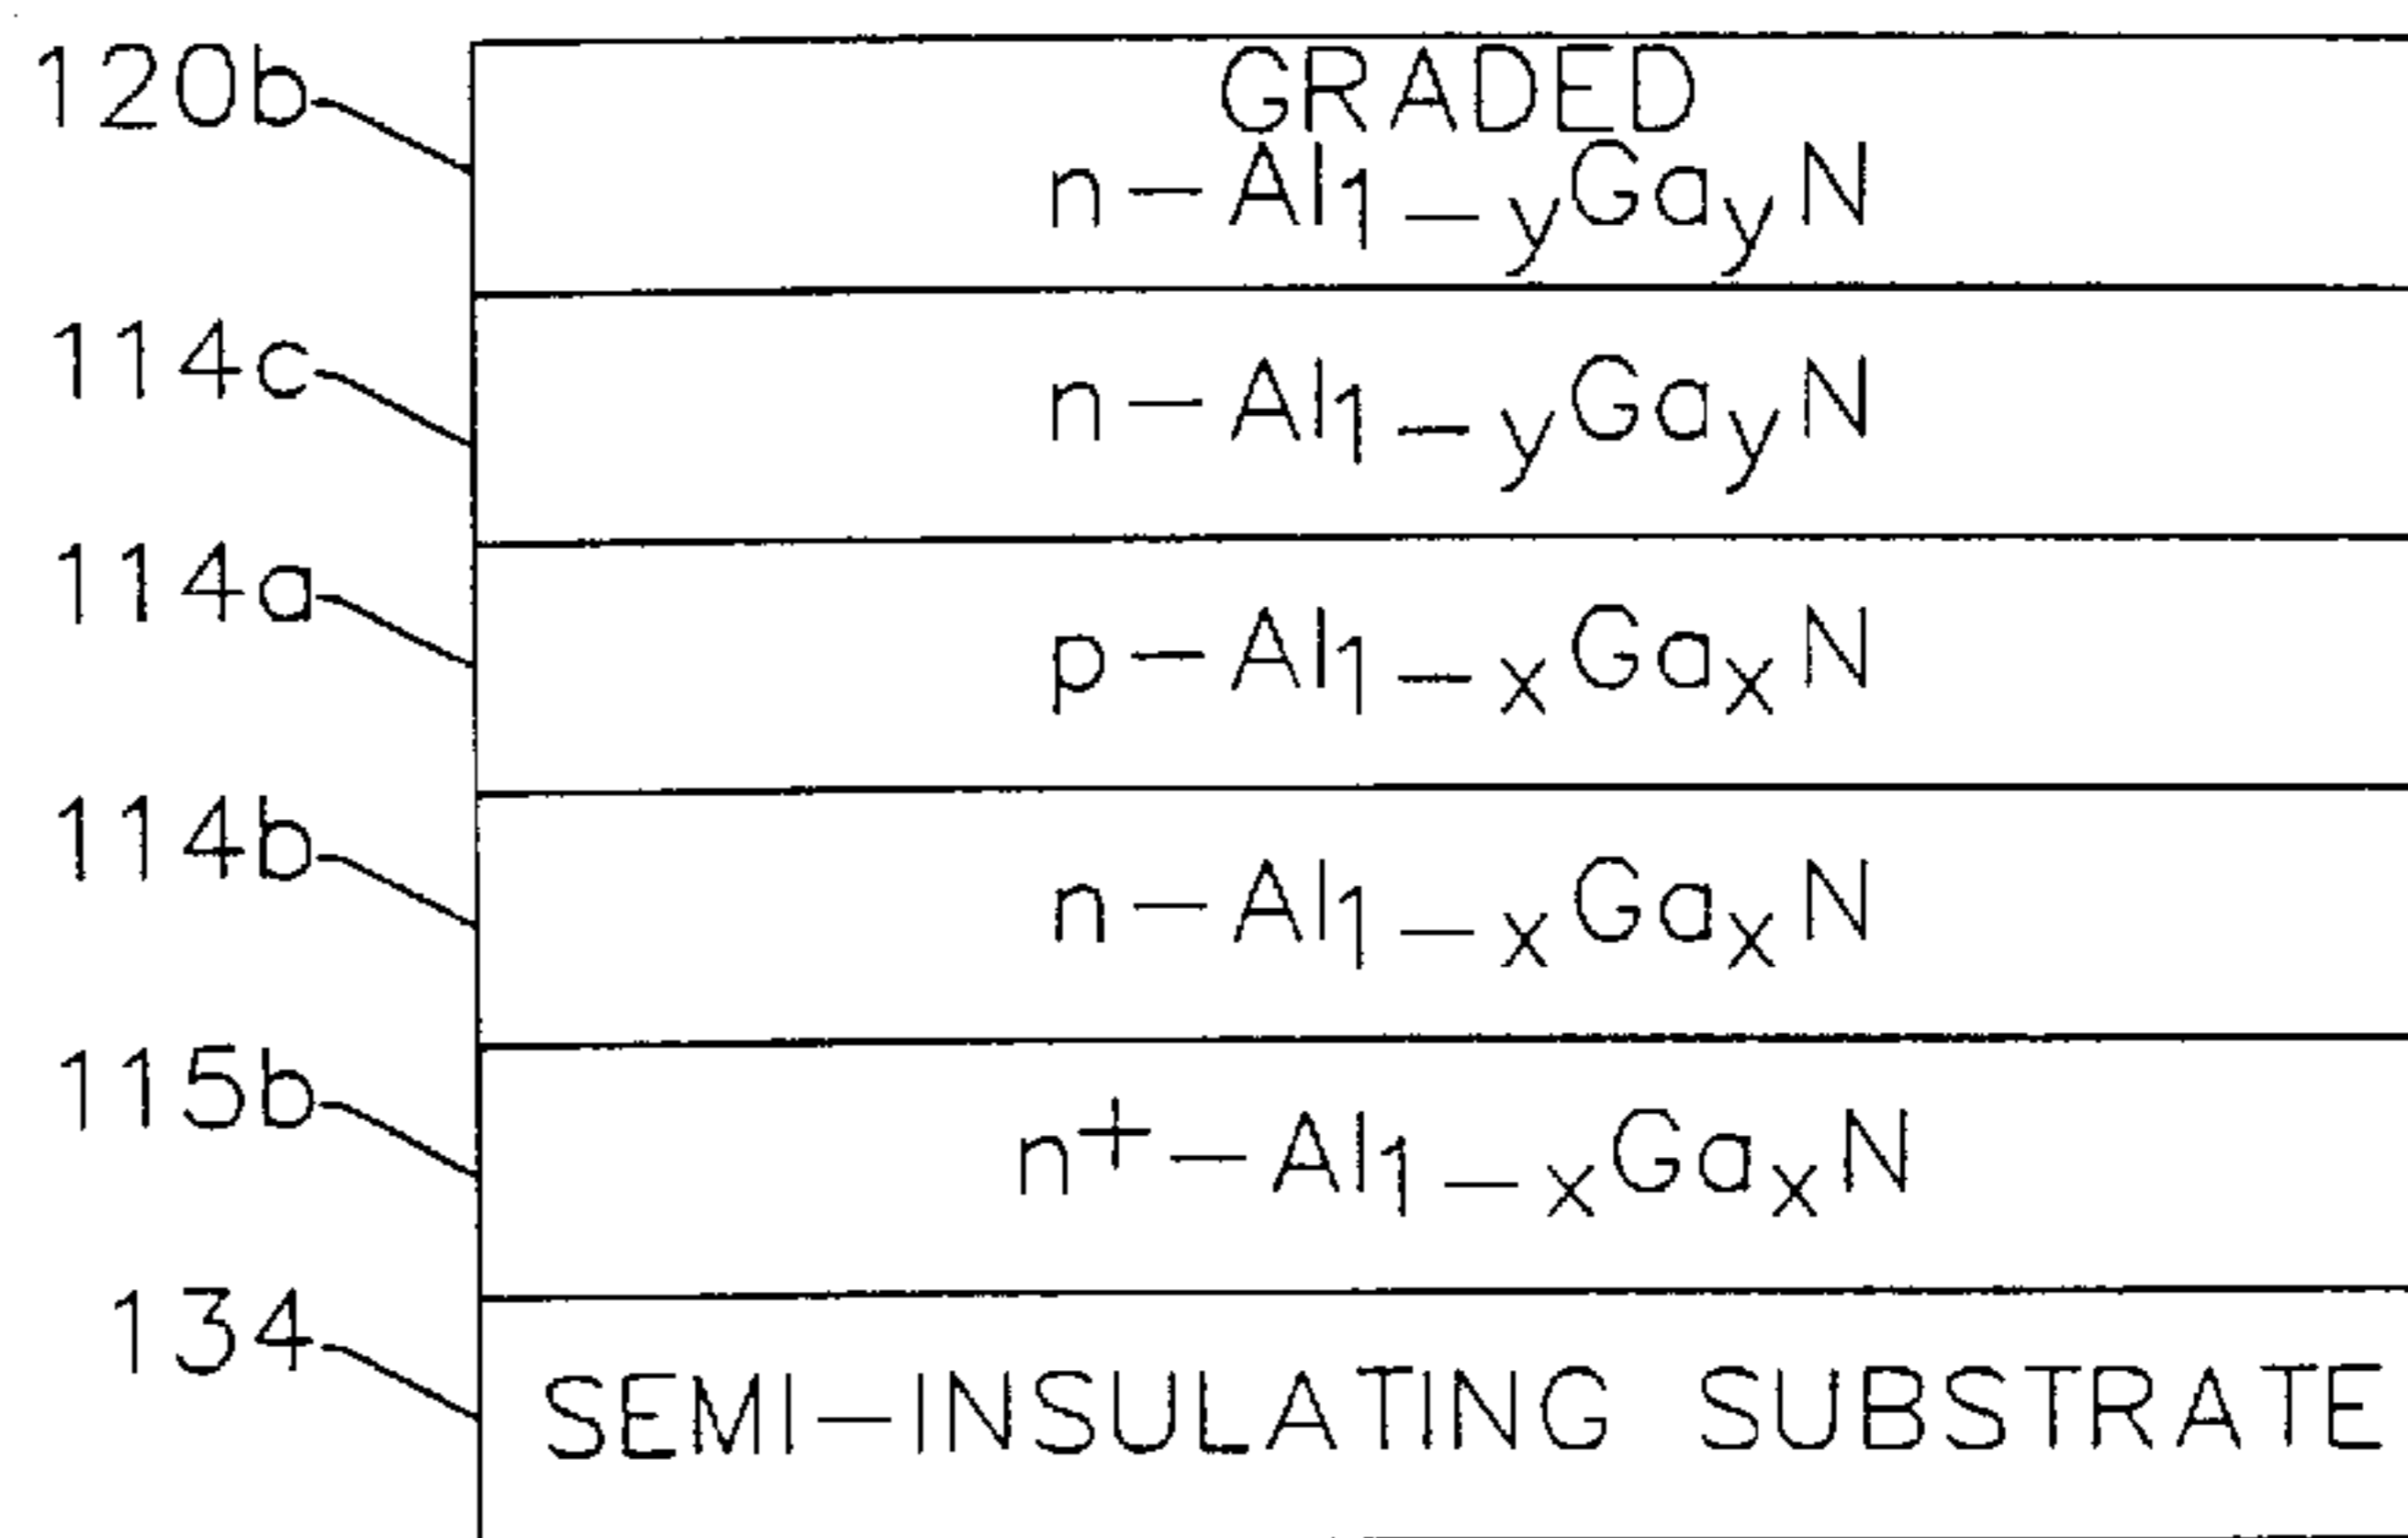 120b
GRADED
n-Al1-yGayN
114c
n-Al1-yGayN
114a
p-Al1-xGaxN
114b
n-Al1-xGaxN
115b
n+-Al1-xGaxN
134
SEMI-INSULATING SUBSTRATE